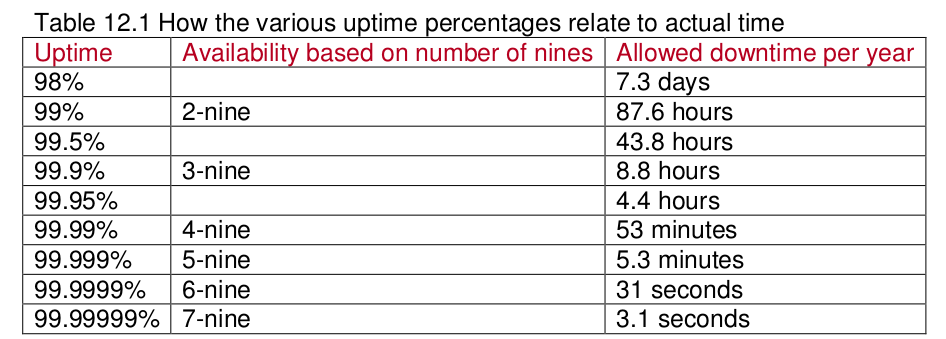 Table 12.1 How the various uptime percentages relate to actual time
Uptime Availability based on number of nines Allowed downtime per year
98% 7.3 days
99% 2-nine 87.6 hours
99.5% 43.8 hours
99.9% 3-nine 8.8 hours
99.95% 4.4 hours
99.99% 4-nine 53 minutes
99.999% 5-nine 5.3 minutes
99.9999% 6-nine 31 seconds
99.99999% 7-nine 3.1 seconds